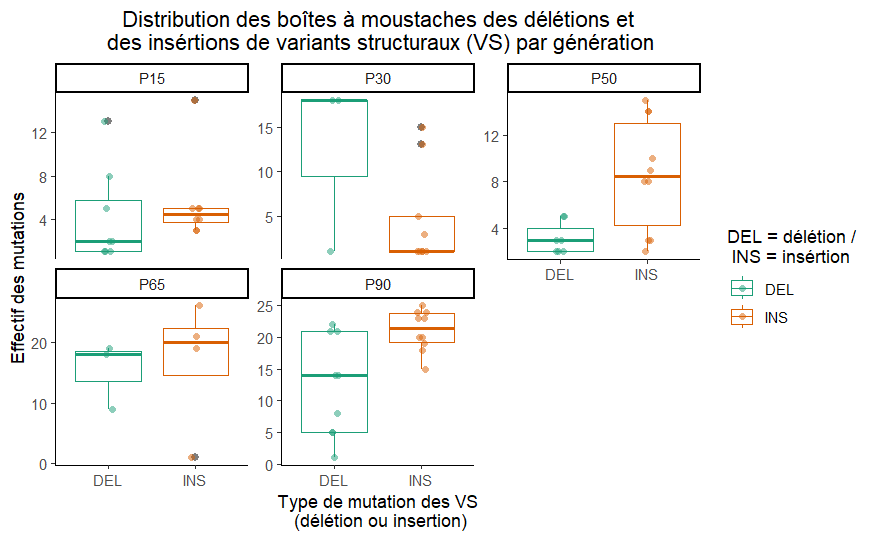 Distribution des boîtes à moustaches des délétions et
des insértions de variants structuraux (VS) par génération
P15
P30
P50
12
8
4
15
10
5
12
8
4
DEL
INS
P65
P90
20
10
0
25
20
15
10
5
0
DEL
INS
DEL
INS
Effectif des mutations
Type de mutation des VS
(délétion ou insertion)
DEL = délétion /
INS = insértion
DEL
INS